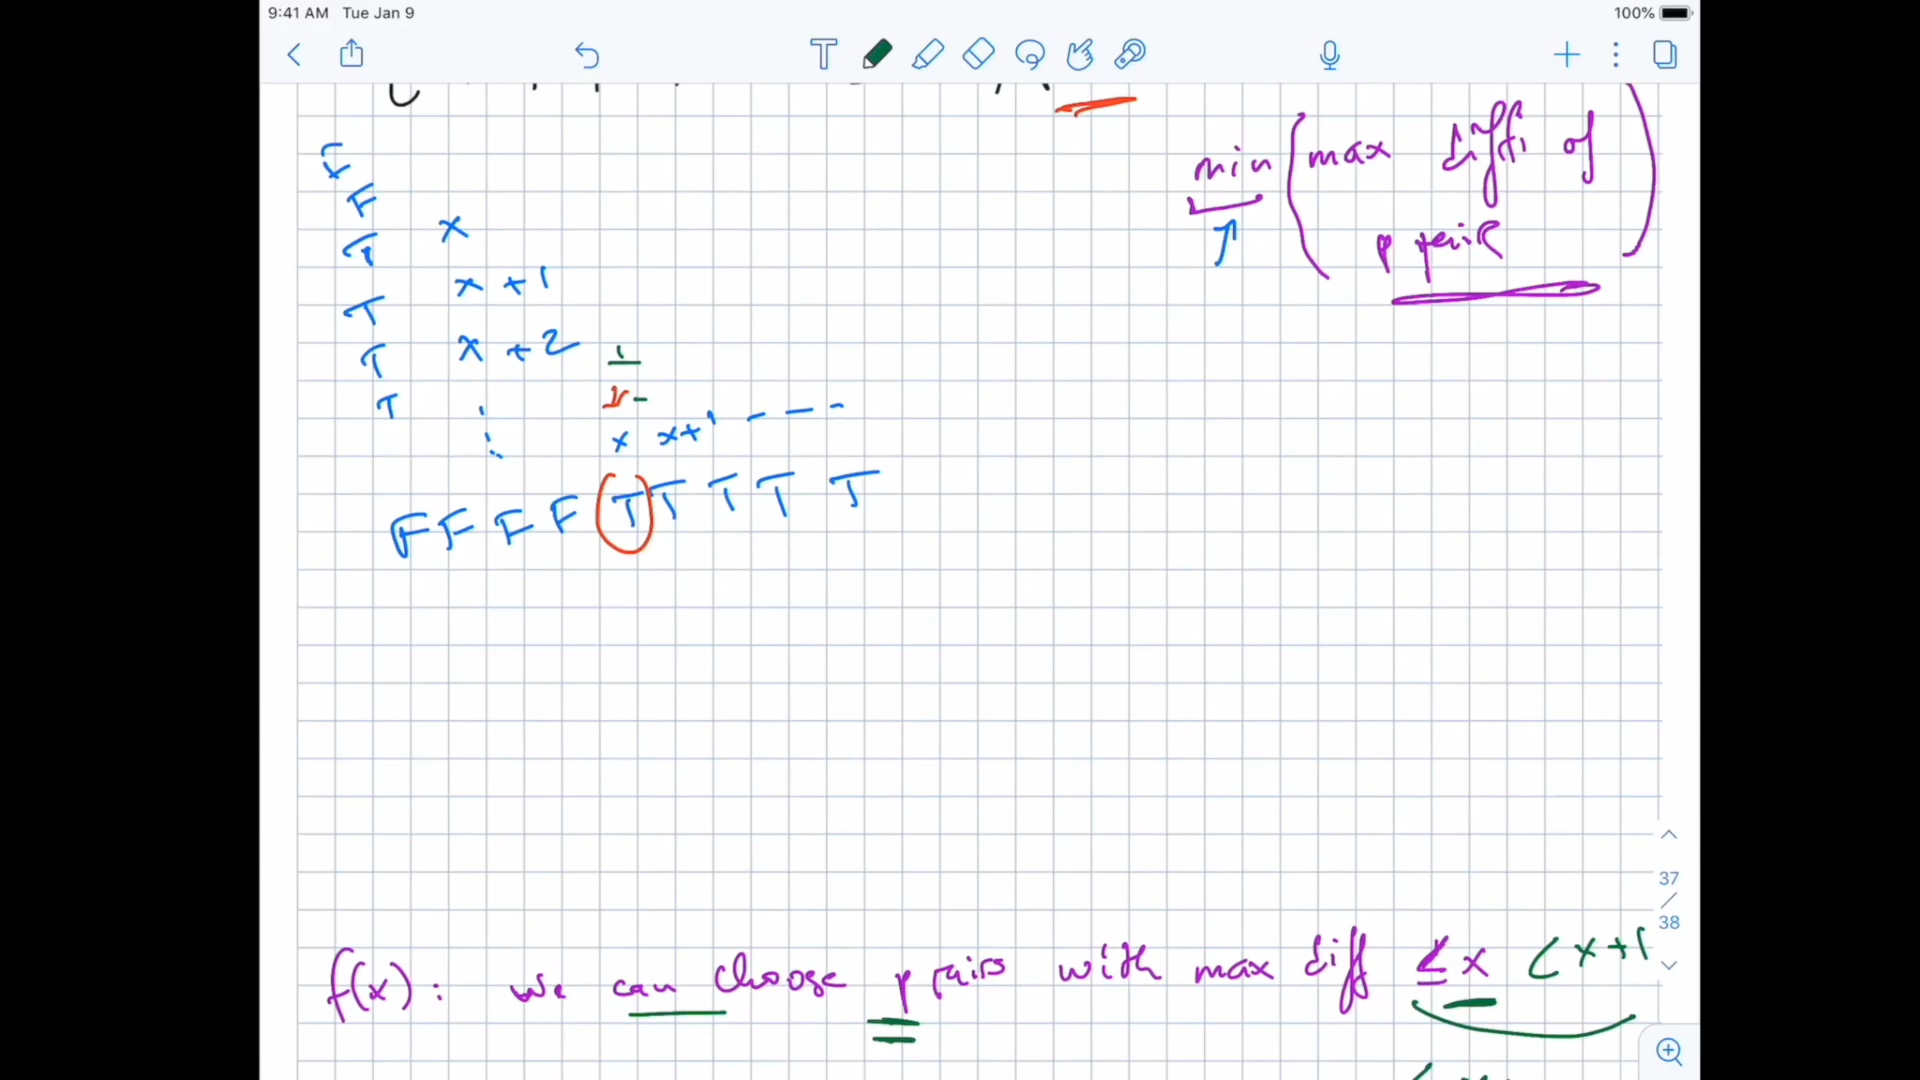 9:41 AM Tue Jan 9
100%
min (max diff of
p pair)
F
F
T x
T x + 1
T x + 2
T
x x+1 - - -
F F F F T T T T T
37
38
f(x): we can choose p pairs with max diff ≤ x < x+1